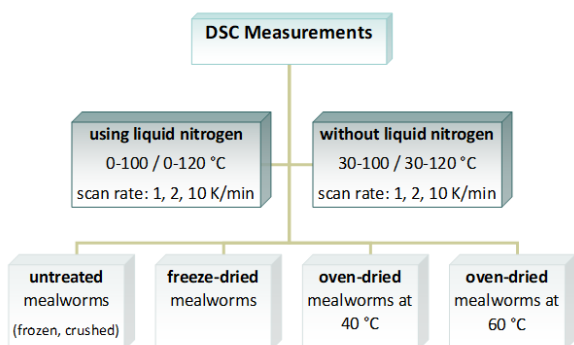 DSC Measurements
using liquid nitrogen
0-100 / 0-120 °C
scan rate: 1, 2, 10 K/min
without liquid nitrogen
30-100 / 30-120 °C
scan rate: 1, 2, 10 K/min
untreated
mealworms
(frozen, crushed)
freeze-dried
mealworms
oven-dried
mealworms at
40 °C
oven-dried
mealworms at
60 °C